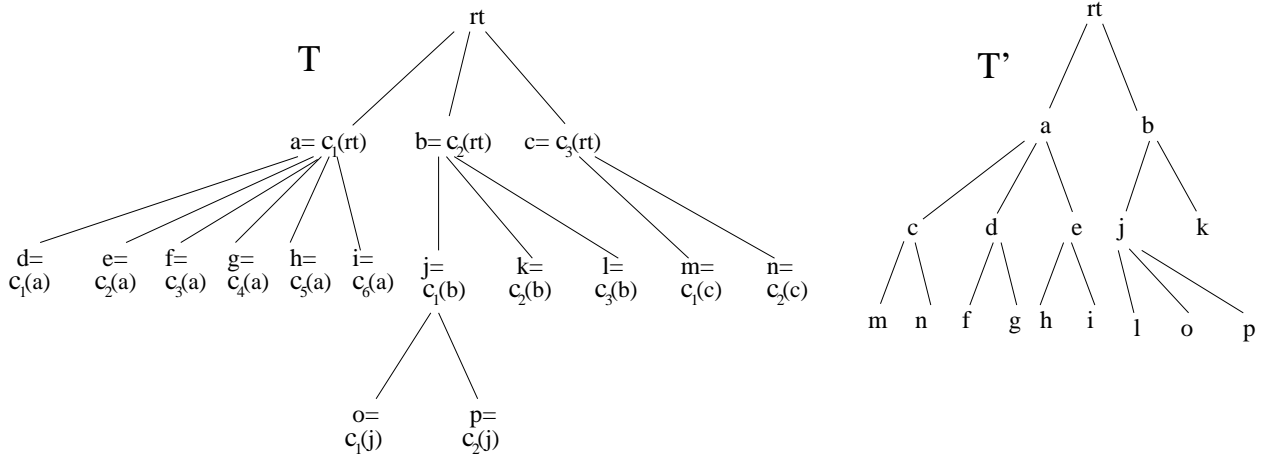 rt
T
a= c₁(rt) b= c₂(rt) c= c₃(rt)
d= e= f= g= h= i= j= k= l= m= n=
c₁(a) c₂(a) c₃(a) c₄(a) c₅(a) c₆(a) c₁(b) c₂(b) c₃(b) c₁(c) c₂(c)
o= p=
c₁(j) c₂(j)
rt
T’
a b
c d e j k
m n f g h i l o p